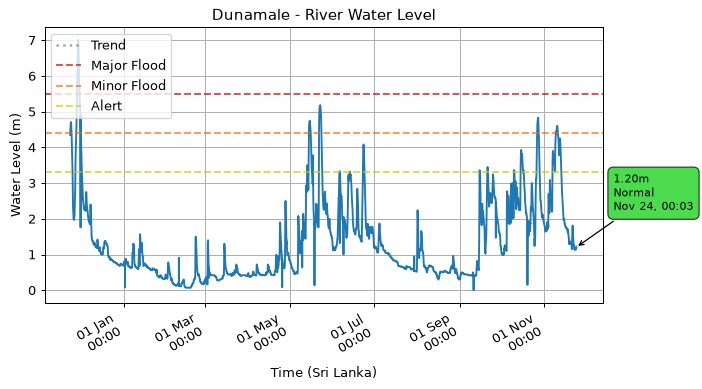 Dunamale - River Water Level
Water Level (m)
7
6
5
4
3
2
1
0
Trend
Major Flood
Minor Flood
Alert
1.20m
Normal
Nov 24, 00:03
01 Jan
00:00
01 Mar
00:00
01 May
00:00
01 Jul
00:00
01 Sep
00:00
01 Nov
00:00
Time (Sri Lanka)